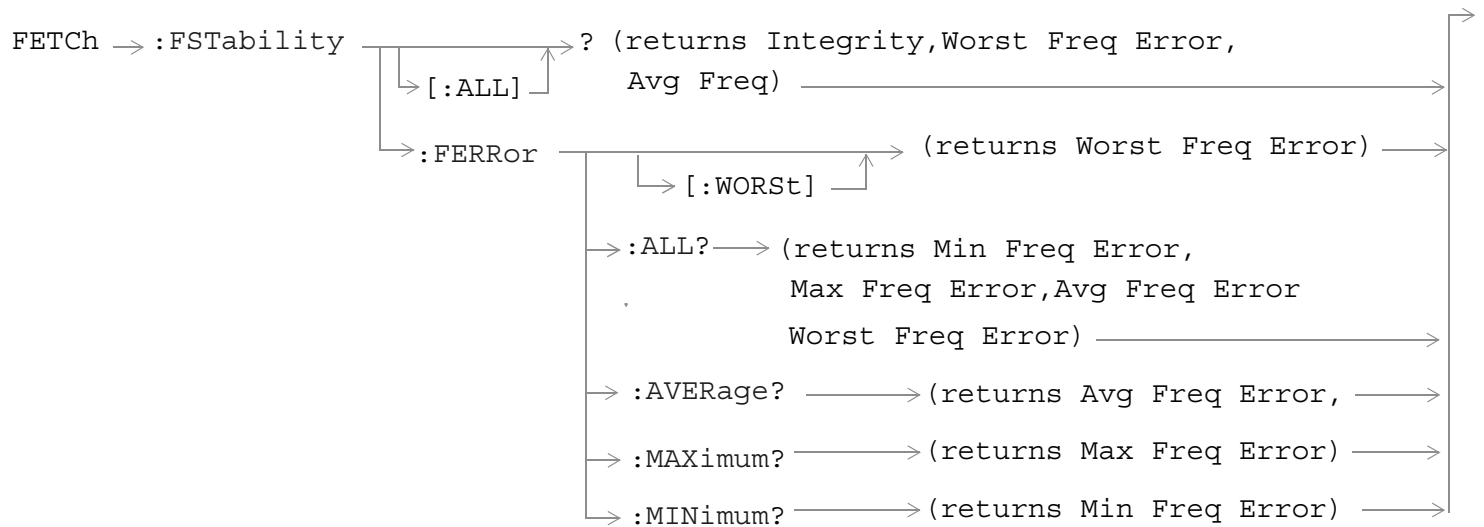 FETCh :FSTability ? (returns Integrity,Worst Freq Error,
[:ALL] Avg Freq)
:FERRor (returns Worst Freq Error)
[:WORSt]
:ALL? (returns Min Freq Error,
Max Freq Error,Avg Freq Error
Worst Freq Error)
:AVERage? (returns Avg Freq Error,
:MAXimum? (returns Max Freq Error)
:MINimum? (returns Min Freq Error)